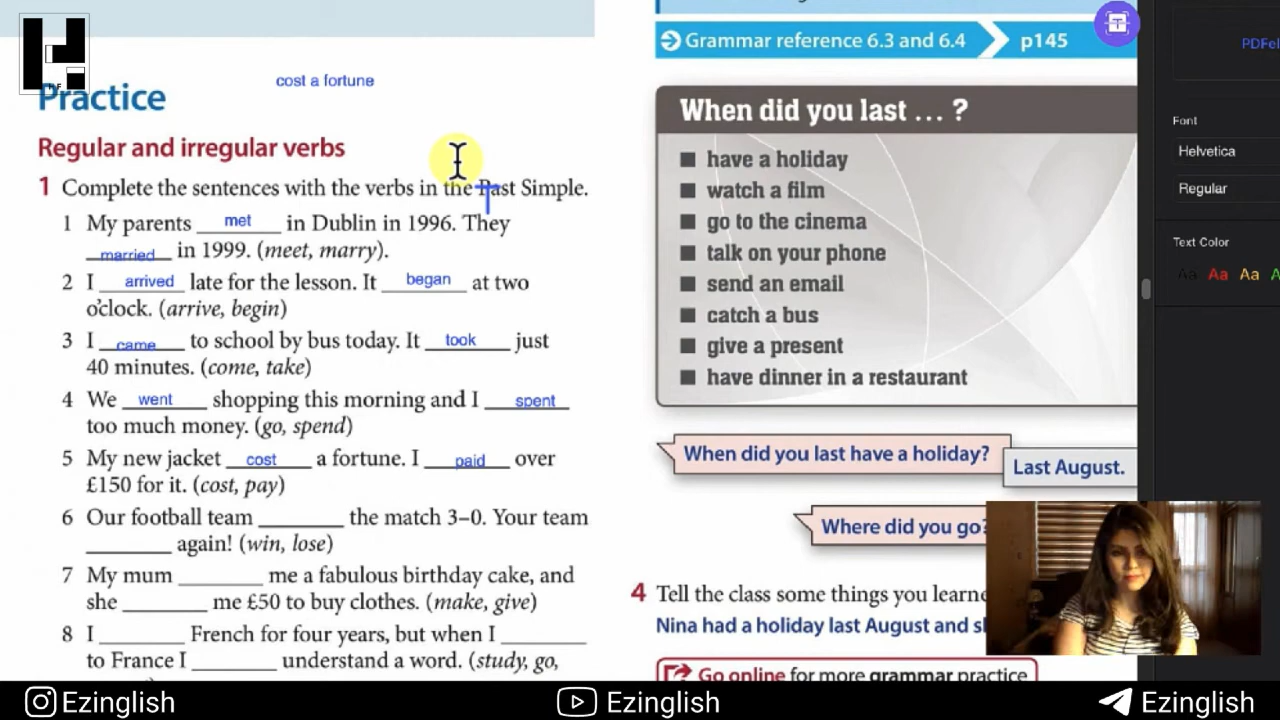 cost a fortune
Practice
Regular and irregular verbs
1 Complete the sentences with the verbs in the Past Simple.
1 My parents met in Dublin in 1996. They
married in 1999. (meet, marry).
2 I arrived late for the lesson. It began at two
o'clock. (arrive, begin)
3 I came to school by bus today. It took just
40 minutes. (come, take)
4 We went shopping this morning and I spent
too much money. (go, spend)
5 My new jacket cost a fortune. I paid over
£150 for it. (cost, pay)
6 Our football team ________ the match 3–0. Your team
________ again! (win, lose)
7 My mum ________ me a fabulous birthday cake, and
she ________ me £50 to buy clothes. (make, give)
8 I ________ French for four years, but when I ________
to France I ________ understand a word. (study, go,
Grammar reference 6.3 and 6.4 p145
When did you last … ?
have a holiday
watch a film
go to the cinema
talk on your phone
send an email
catch a bus
give a present
have dinner in a restaurant
When did you last have a holiday?
Last August.
Where did you go?
4 Tell the class some things you learne
Nina had a holiday last August and sh
Go online for more grammar practice
PDFel
Font
Helvetica
Regular
Text Color
Aa Aa Aa A
Ezinglish
Ezinglish
Ezinglish